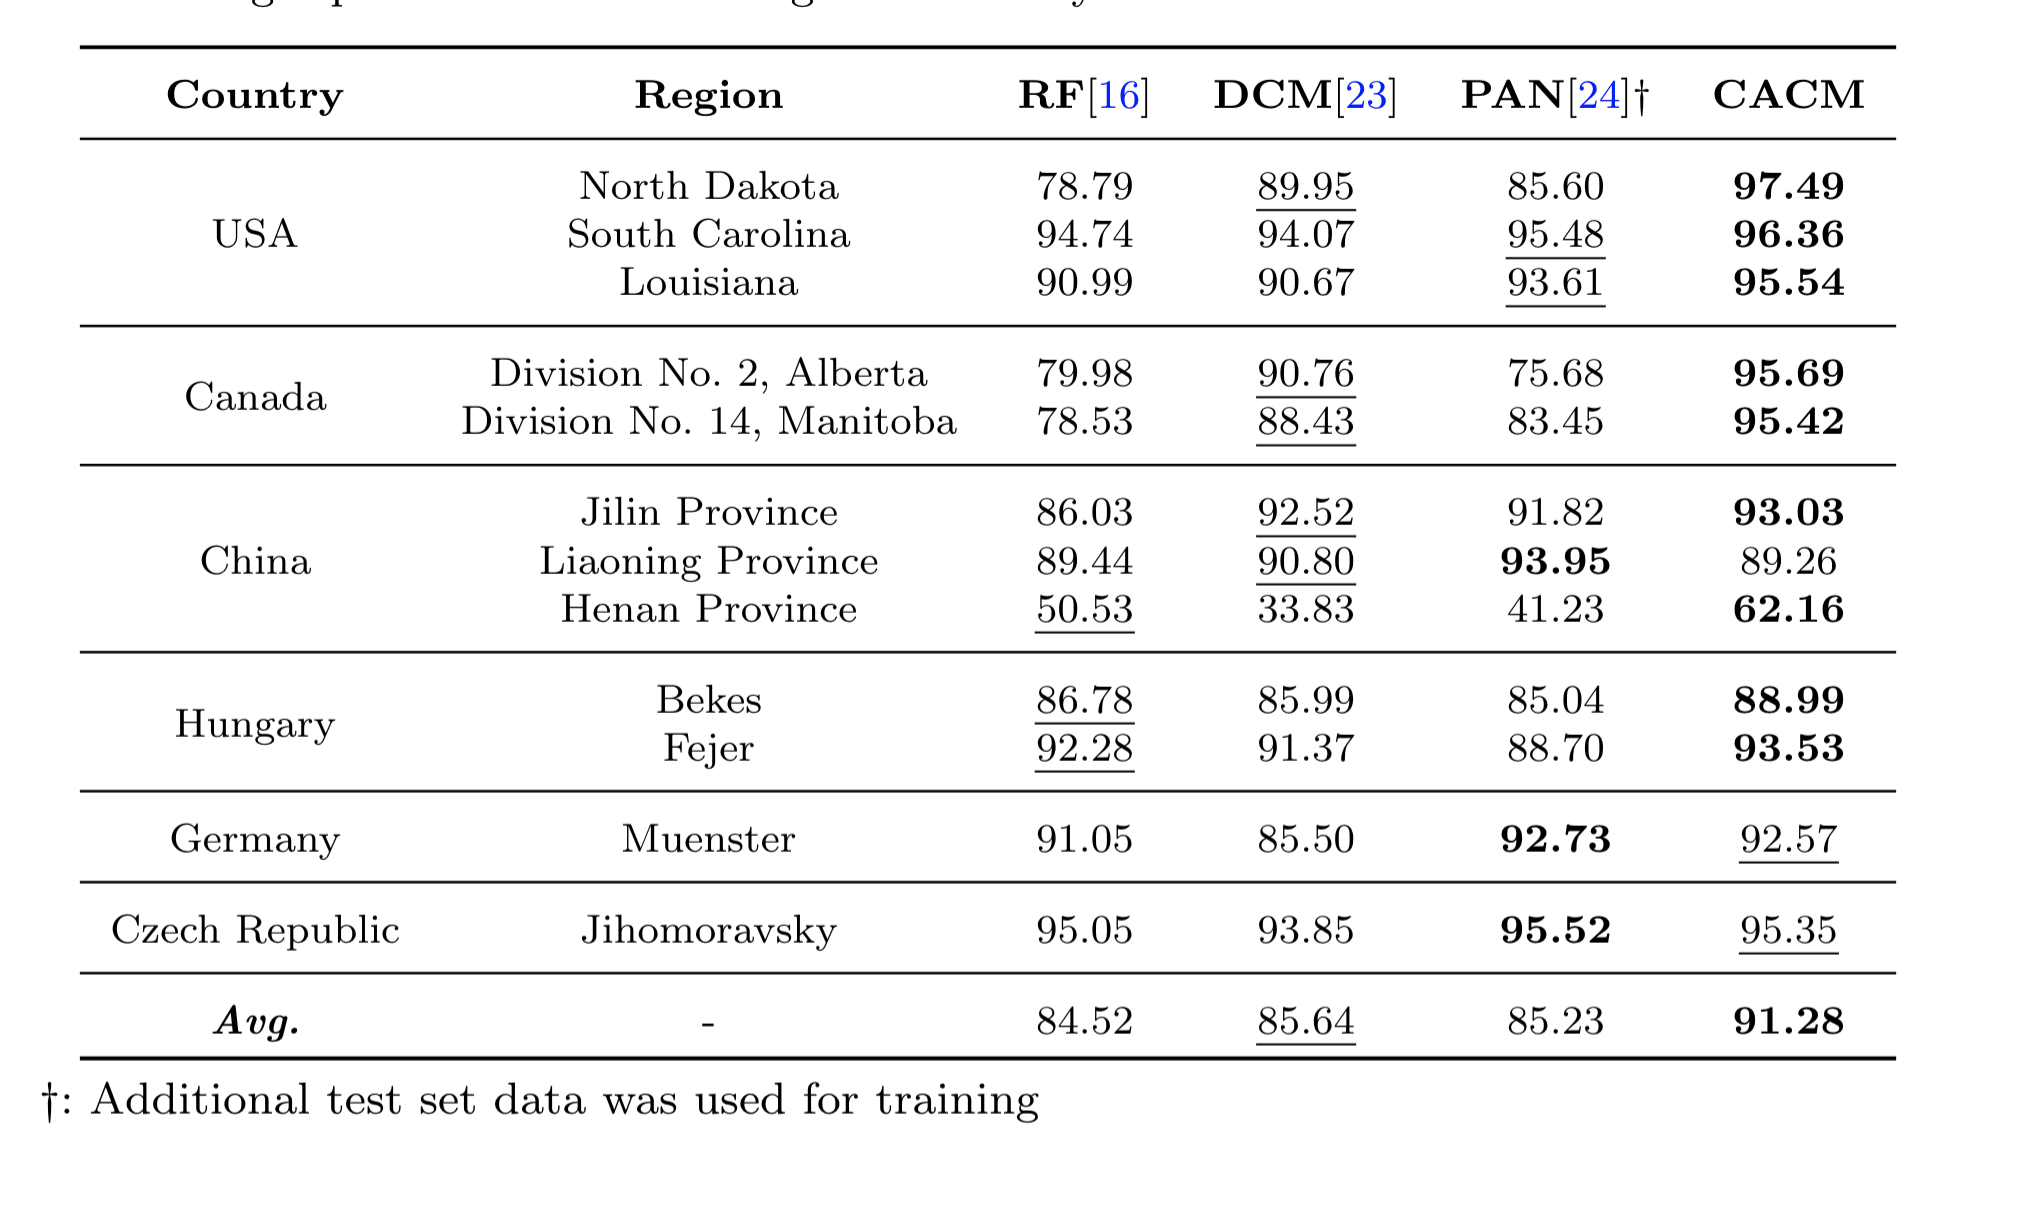 Country Region RF[16] DCM[23] PAN[24]† CACM
North Dakota 78.79 89.95 85.60 97.49
USA South Carolina 94.74 94.07 95.48 96.36
Louisiana 90.99 90.67 93.61 95.54
Division No. 2, Alberta 79.98 90.76 75.68 95.69
Canada
Division No. 14, Manitoba 78.53 88.43 83.45 95.42
Jilin Province 86.03 92.52 91.82 93.03
China Liaoning Province 89.44 90.80 93.95 89.26
Henan Province 50.53 33.83 41.23 62.16
Bekes 86.78 85.99 85.04 88.99
Hungary
Fejer 92.28 91.37 88.70 93.53
Germany Muenster 91.05 85.50 92.73 92.57
Czech Republic Jihomoravsky 95.05 93.85 95.52 95.35
Avg. - 84.52 85.64 85.23 91.28
†: Additional test set data was used for training